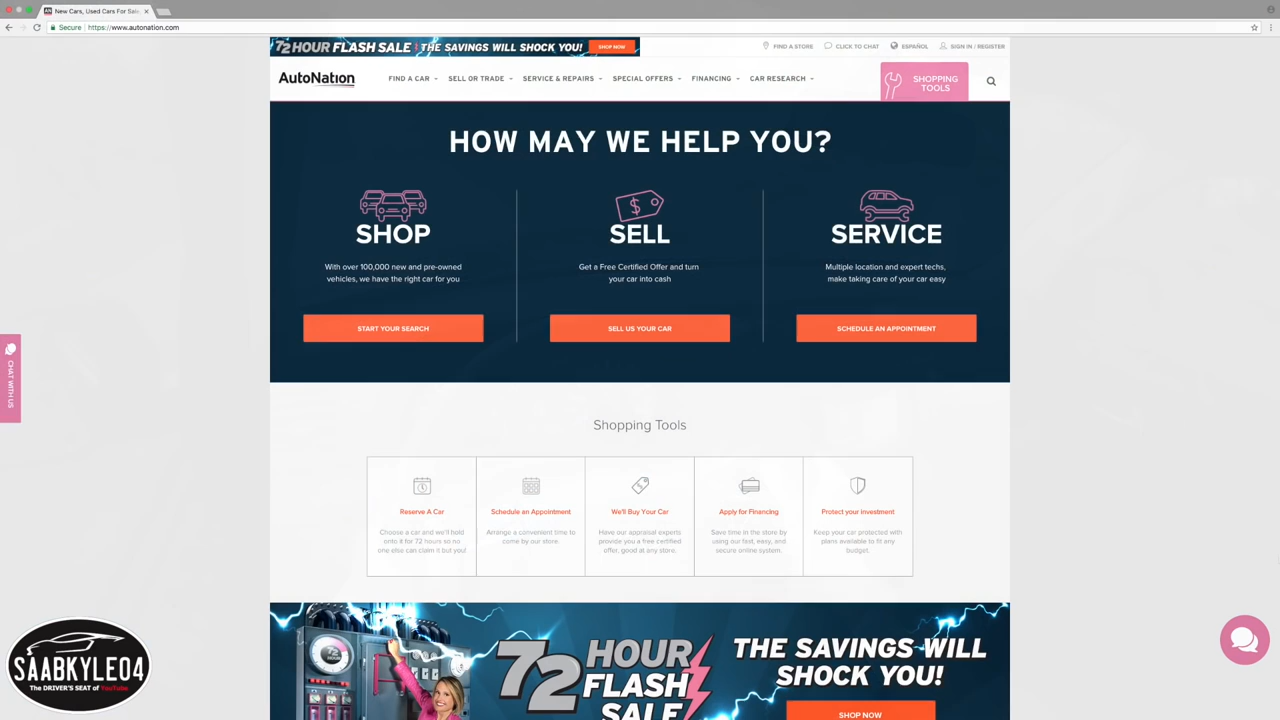 New Cars, Used Cars For Sale
Secure https://www.autonation.com
72 HOUR FLASH SALE THE SAVINGS WILL SHOCK YOU! SHOP NOW
FIND A STORE CLICK TO CHAT ESPAÑOL SIGN IN / REGISTER
AutoNation FIND A CAR SELL OR TRADE SERVICE & REPAIRS SPECIAL OFFERS FINANCING CAR RESEARCH
SHOPPING
TOOLS
HOW MAY WE HELP YOU?
SHOP
With over 100,000 new and pre-owned
vehicles, we have the right car for you
START YOUR SEARCH
SELL
Get a Free Certified Offer and turn
your car into cash
SELL US YOUR CAR
SERVICE
Multiple location and expert techs,
make taking care of your car easy
SCHEDULE AN APPOINTMENT
CHAT WITH US
Shopping Tools
Reserve A Car
Choose a car and we'll hold
onto it for 72 hours so no
one else can claim it but you!
Schedule an Appointment
Arrange a convenient time to
come by our store.
We'll Buy Your Car
Have our appraisal experts
provide you a free certified
offer, good at any store.
Apply for Financing
Save time in the store by
using our fast, easy, and
secure online system.
Protect your investment
Keep your car protected with
plans available to fit any
budget.
72 HOUR
FLASH
SALE
THE SAVINGS WILL
SHOCK YOU!
SHOP NOW
72
HOUR
SAABKYLE04
The DRIVER'S SEAT of YouTube